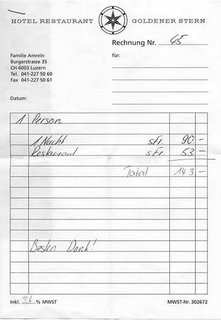 HOTEL RESTAURANT GOLDENER STERN
Rechnung Nr. 45
Familie Amrein
Burgerstrasse 35
CH-6003 Luzern
Tel. 041-227 50 60
Fax 041-227 50 61
für:
Datum:
1 Person
1 Nacht sFr. 90.-
Restaurant sFr. 53.-
Total 143.-
Besten Dank!
Inkl. % MWST
MWST-Nr. 302672